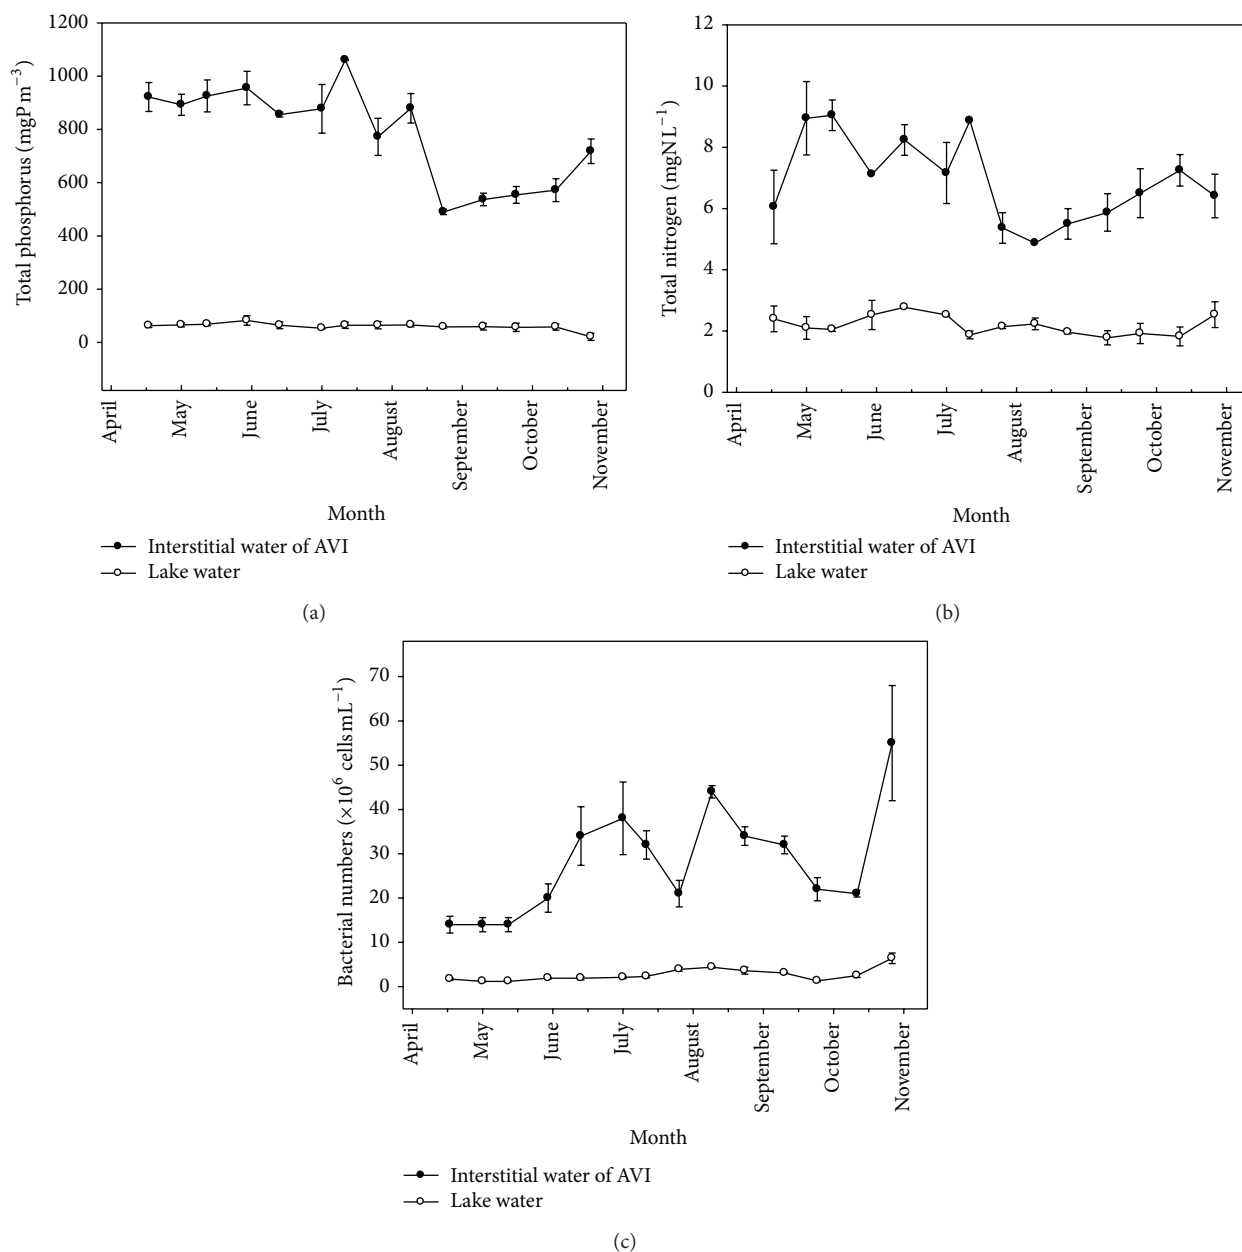 Total phosphorus (mgP m−3)
1200
1000
800
600
400
200
0
April
May
June
July
August
September
October
November
Month
Interstitial water of AVI
Lake water
(a)
Total nitrogen (mgN L−1)
12
10
8
6
4
2
0
April
May
June
July
August
September
October
November
Month
Interstitial water of AVI
Lake water
(b)
Bacterial numbers (×10^6 cells mL−1)
70
60
50
40
30
20
10
0
April
May
June
July
August
September
October
November
Month
Interstitial water of AVI
Lake water
(c)